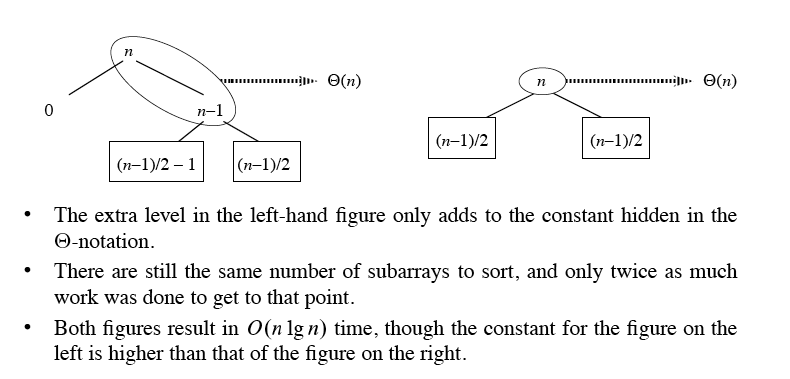 n
Θ(n)
n
Θ(n)
0
n–1
(n–1)/2 – 1
(n–1)/2
(n–1)/2
(n–1)/2
• The extra level in the left-hand figure only adds to the constant hidden in the
Θ-notation.
• There are still the same number of subarrays to sort, and only twice as much
work was done to get to that point.
• Both figures result in O(n lg n) time, though the constant for the figure on the
left is higher than that of the figure on the right.